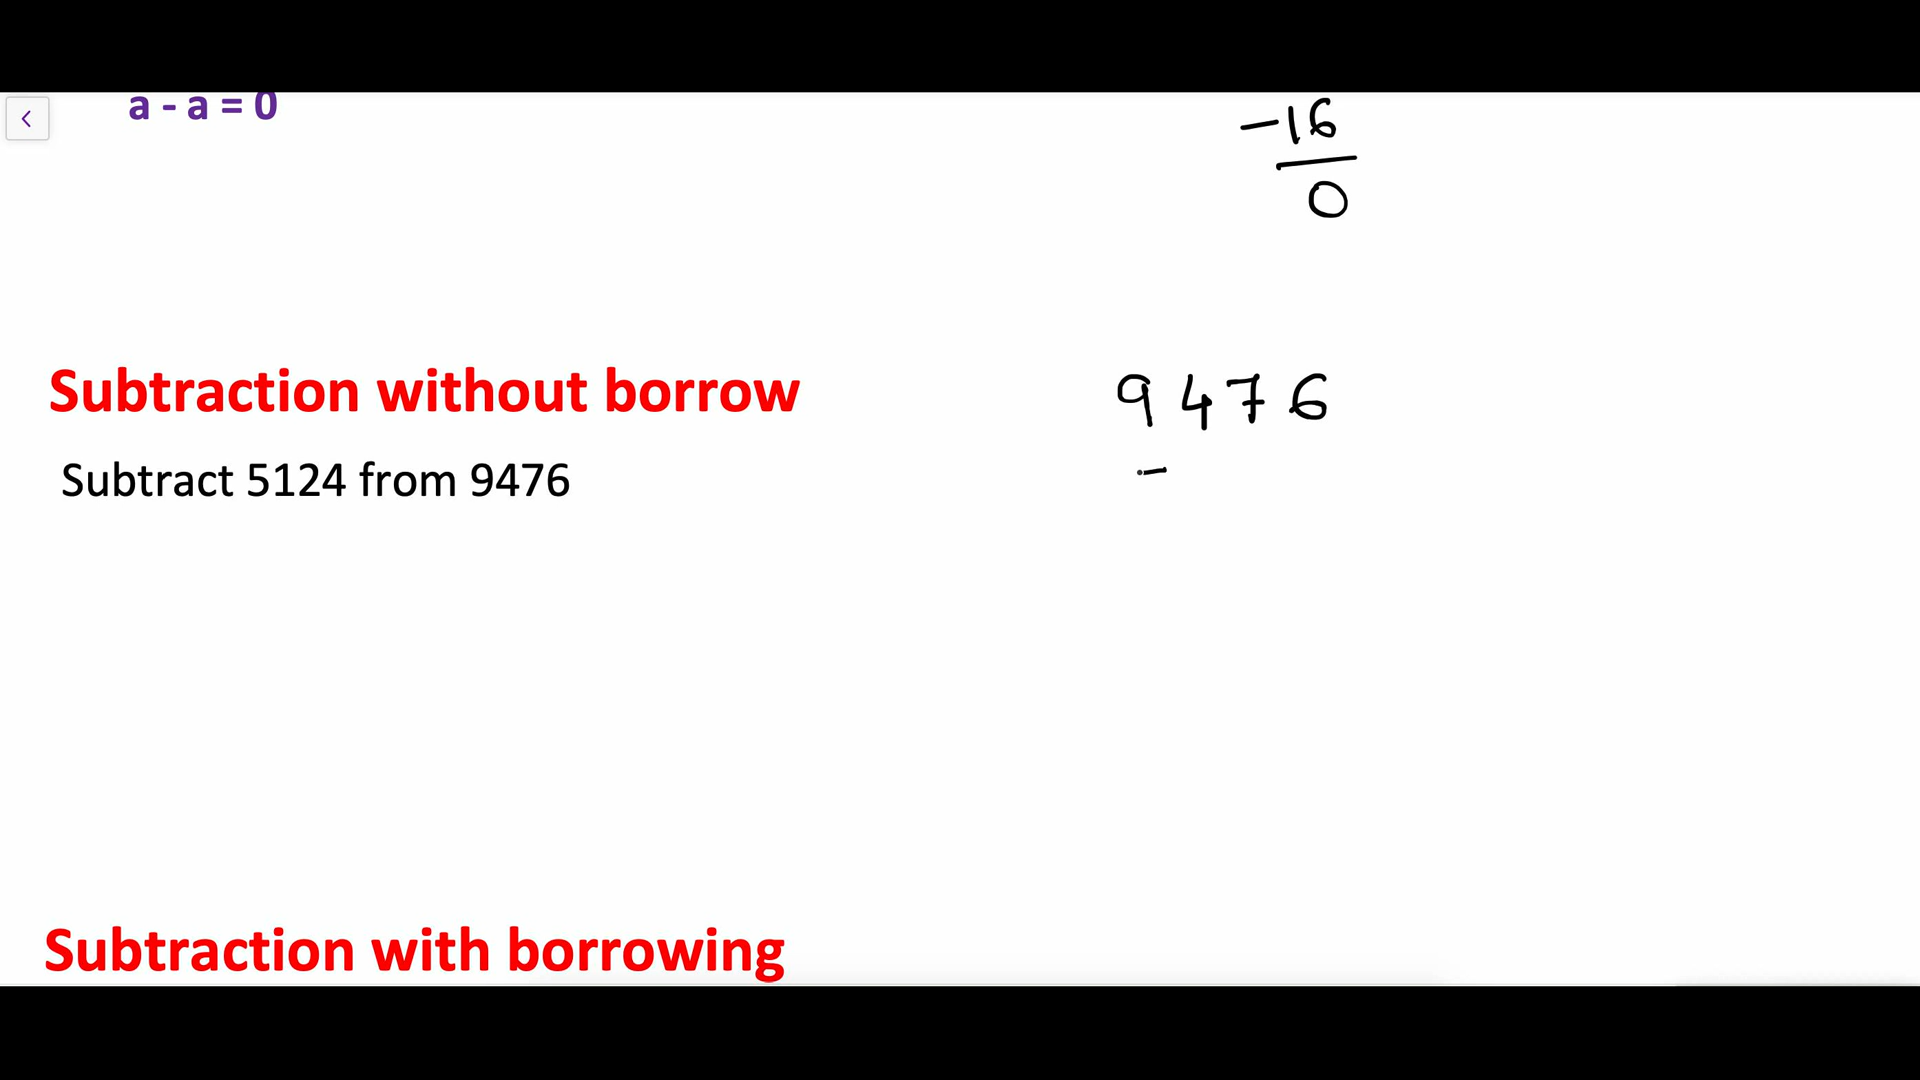 a - a = 0
-16
0
Subtraction without borrow
9476
-
Subtract 5124 from 9476
Subtraction with borrowing